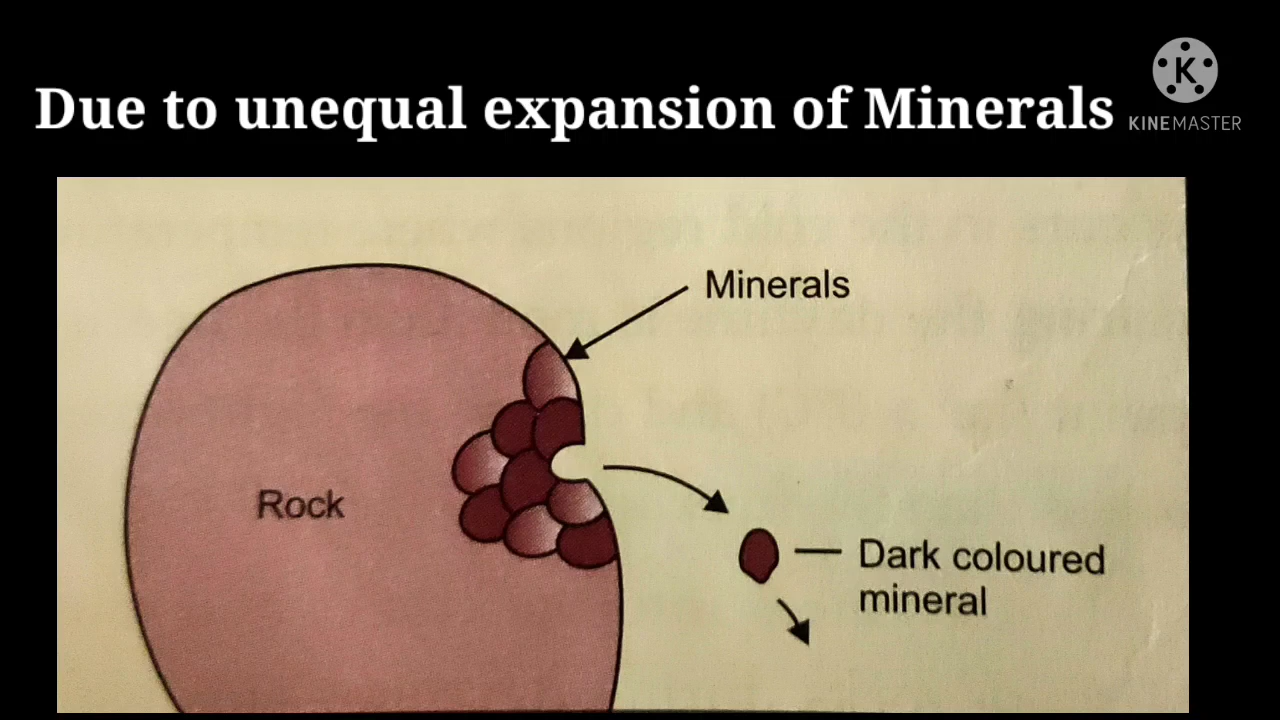 Due to unequal expansion of Minerals
K
KINEMASTER
Minerals
Rock
Dark coloured
mineral